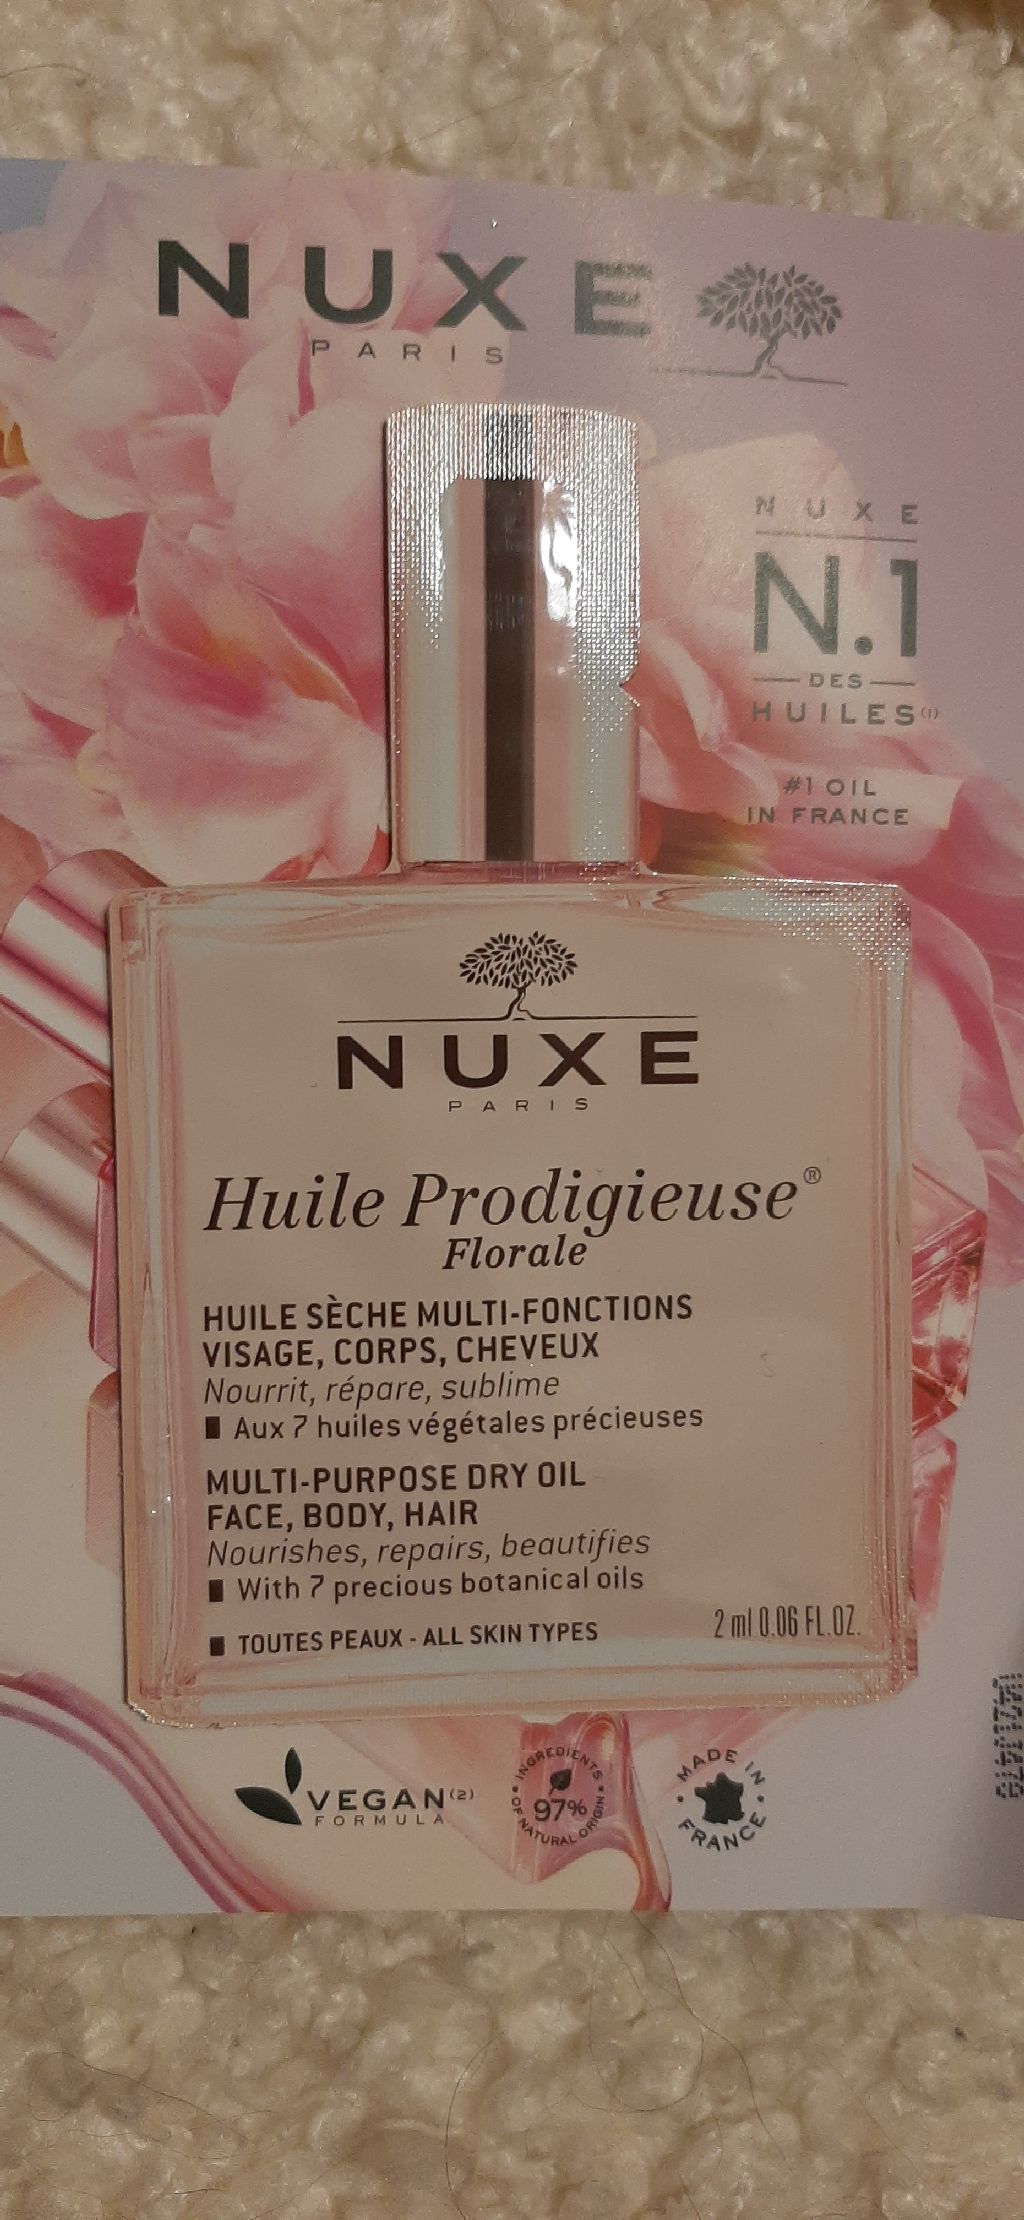 NUXE
PARIS
NUXE
N.1
DES
HUILES(1)
#1 OIL
IN FRANCE
NUXE
PARIS
Huile Prodigieuse®
Florale
HUILE SÈCHE MULTI-FONCTIONS
VISAGE, CORPS, CHEVEUX
Nourrit, répare, sublime
■ Aux 7 huiles végétales précieuses
MULTI-PURPOSE DRY OIL
FACE, BODY, HAIR
Nourishes, repairs, beautifies
■ With 7 precious botanical oils
■ TOUTES PEAUX - ALL SKIN TYPES
2 ml 0.06 FL.OZ.
VEGAN(2)
FORMULA
INGREDIENTS
97%
OF NATURAL ORIGIN
MADE IN
FRANCE